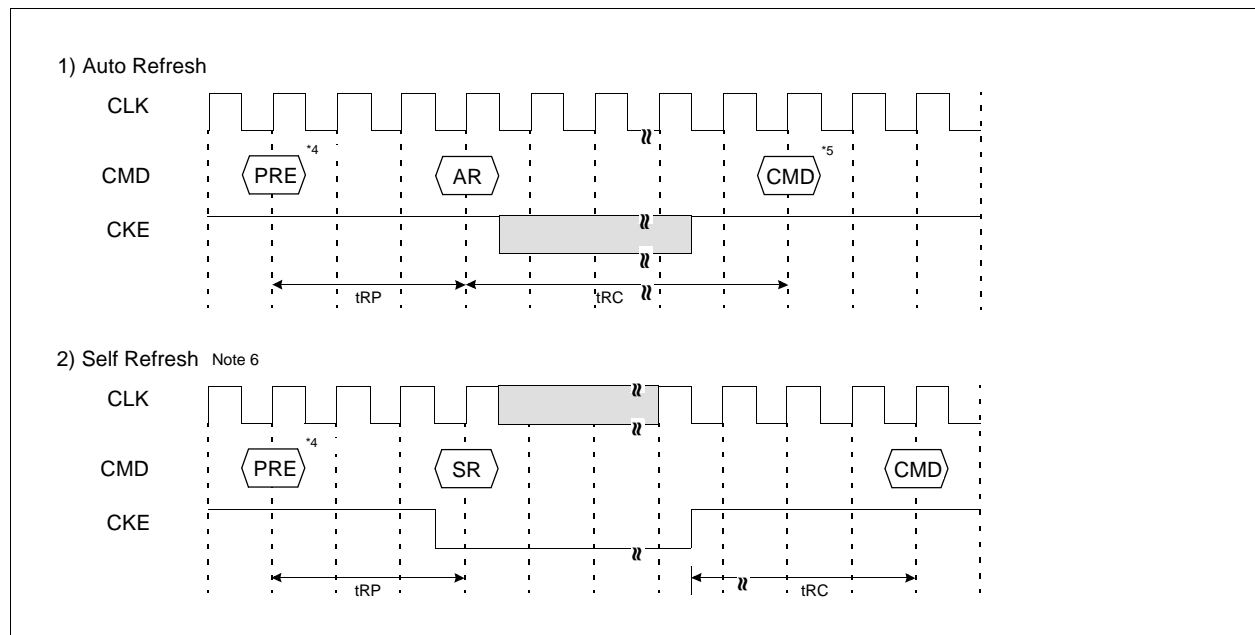 1) Auto Refresh
CLK
CMD
PRE
*4
AR
CMD
*5
CKE
tRP
tRC
2) Self Refresh Note 6
CLK
CMD
PRE
*4
SR
CMD
CKE
tRP
tRC